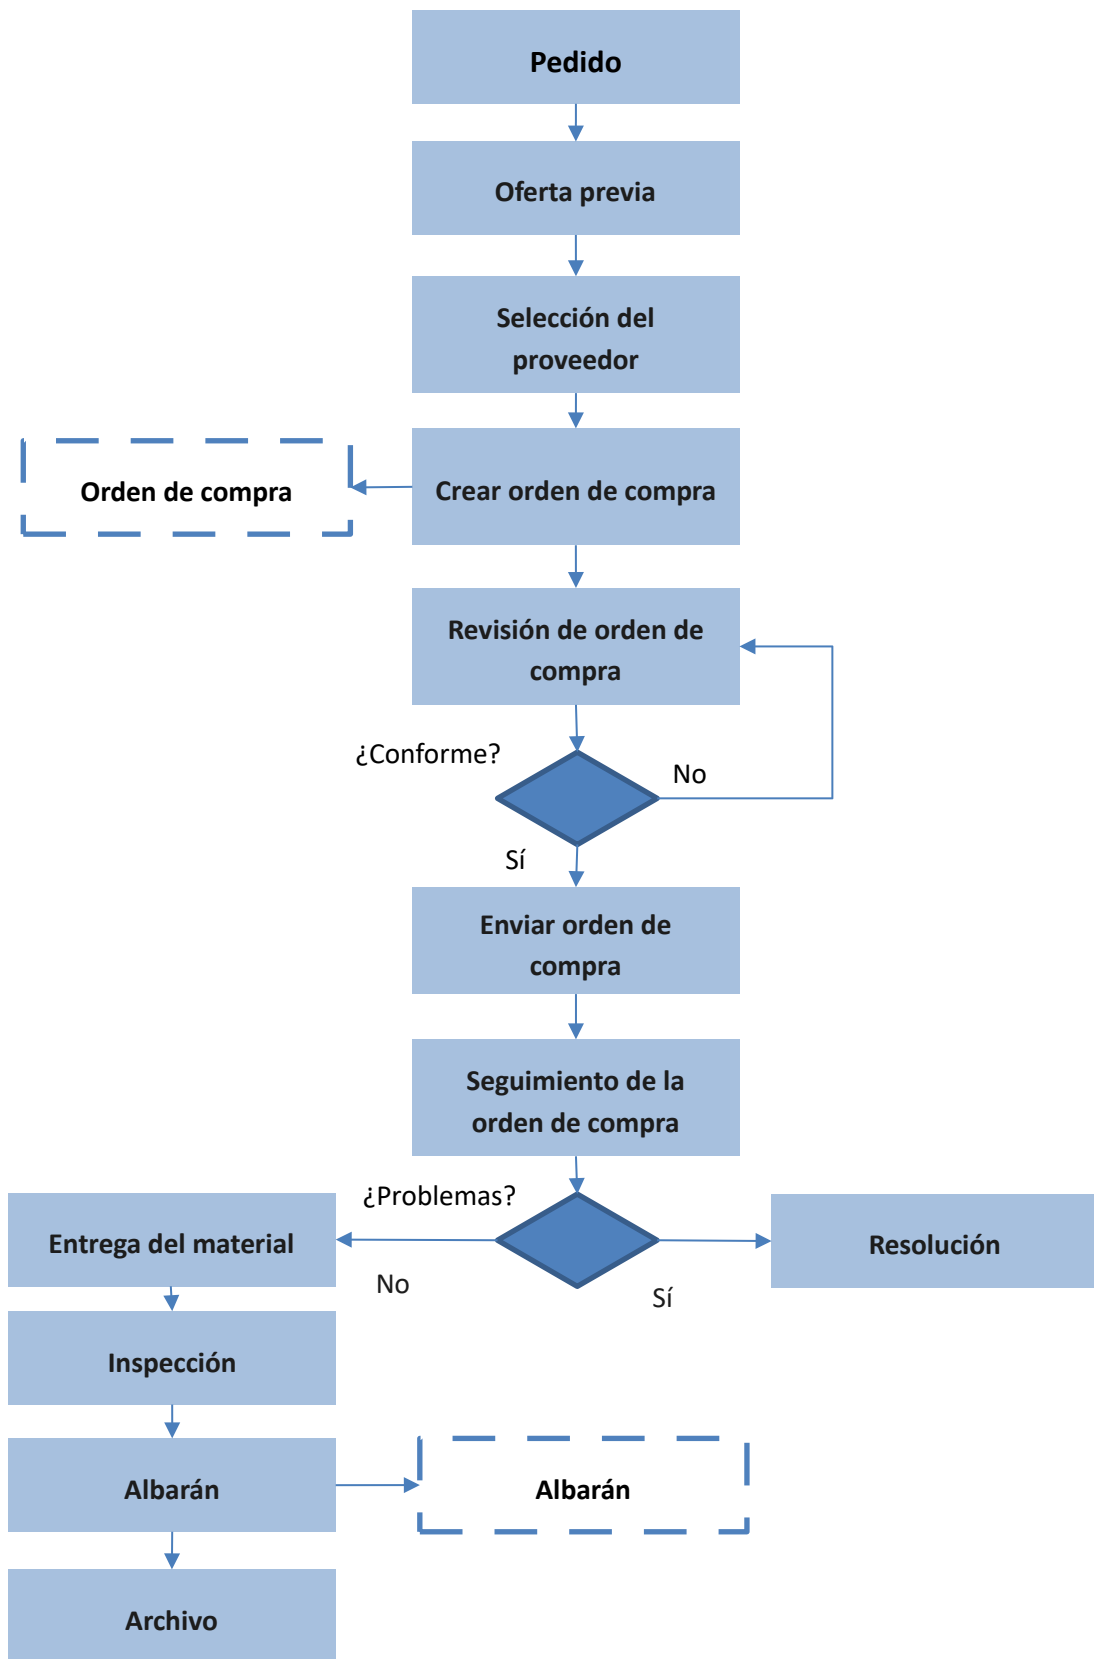 Pedido
Oferta previa
Selección del
proveedor
Orden de compra
Crear orden de compra
Revisión de orden de
compra
¿Conforme?
No
Sí
Enviar orden de
compra
Seguimiento de la
orden de compra
¿Problemas?
Entrega del material
Resolución
No
Sí
Inspección
Albarán
Albarán
Archivo